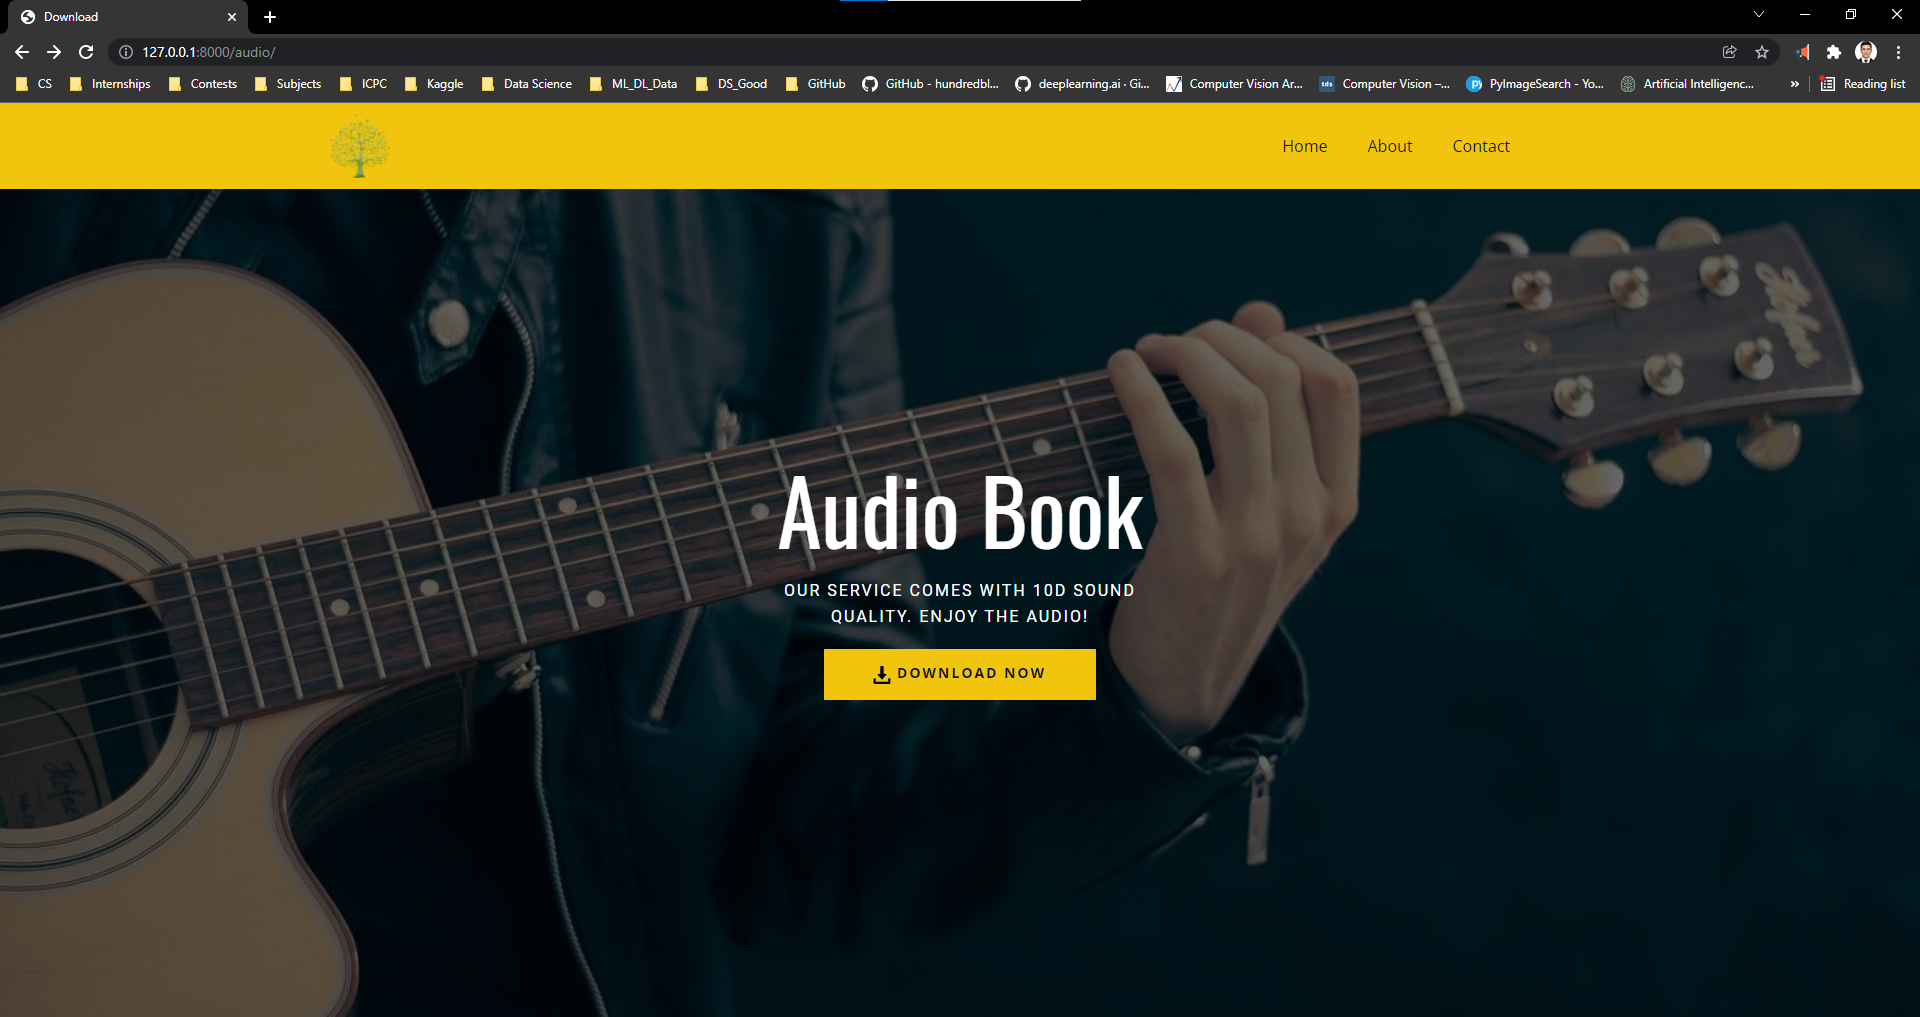 Download
127.0.0.1:8000/audio/
CS Internships Contests Subjects ICPC Kaggle Data Science ML_DL_Data DS_Good GitHub GitHub - hundredbl... deeplearning.ai · Gi... tds Computer Vision Ar... Computer Vision –... PyImageSearch - Yo... Artificial Intelligenc... » Reading list
Home About Contact
Audio Book
OUR SERVICE COMES WITH 10D SOUND
QUALITY. ENJOY THE AUDIO!
DOWNLOAD NOW